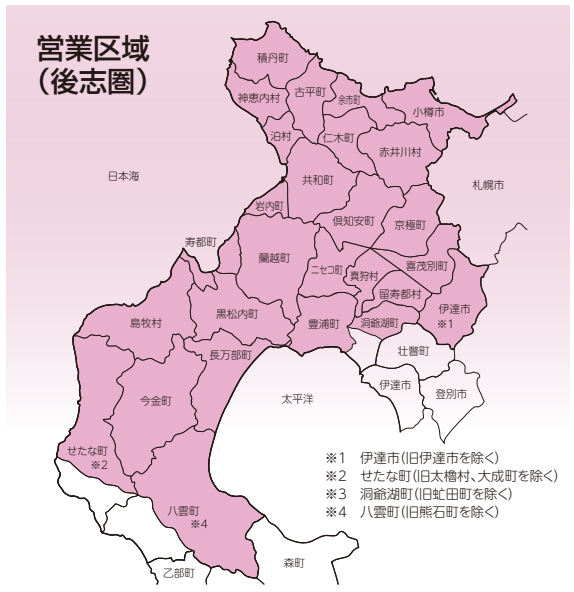 営業区域
(後志圏)
積丹町
神恵内村
古平町
余市町
小樽市
泊村
仁木町
赤井川村
日本海
共和町
札幌市
岩内町
倶知安町
京極町
寿都町
蘭越町
ニセコ町
真狩村
喜茂別町
留寿都村
島牧村
黒松内町
豊浦町
洞爺湖町
伊達市
※1
長万部町
壮瞥町
今金町
太平洋
伊達市
登別市
せたな町
※2
八雲町
※4
乙部町
森町
※1 伊達市(旧伊達市を除く)
※2 せたな町(旧太櫓村、大成町を除く)
※3 洞爺湖町(旧虻田町を除く)
※4 八雲町(旧熊石町を除く)